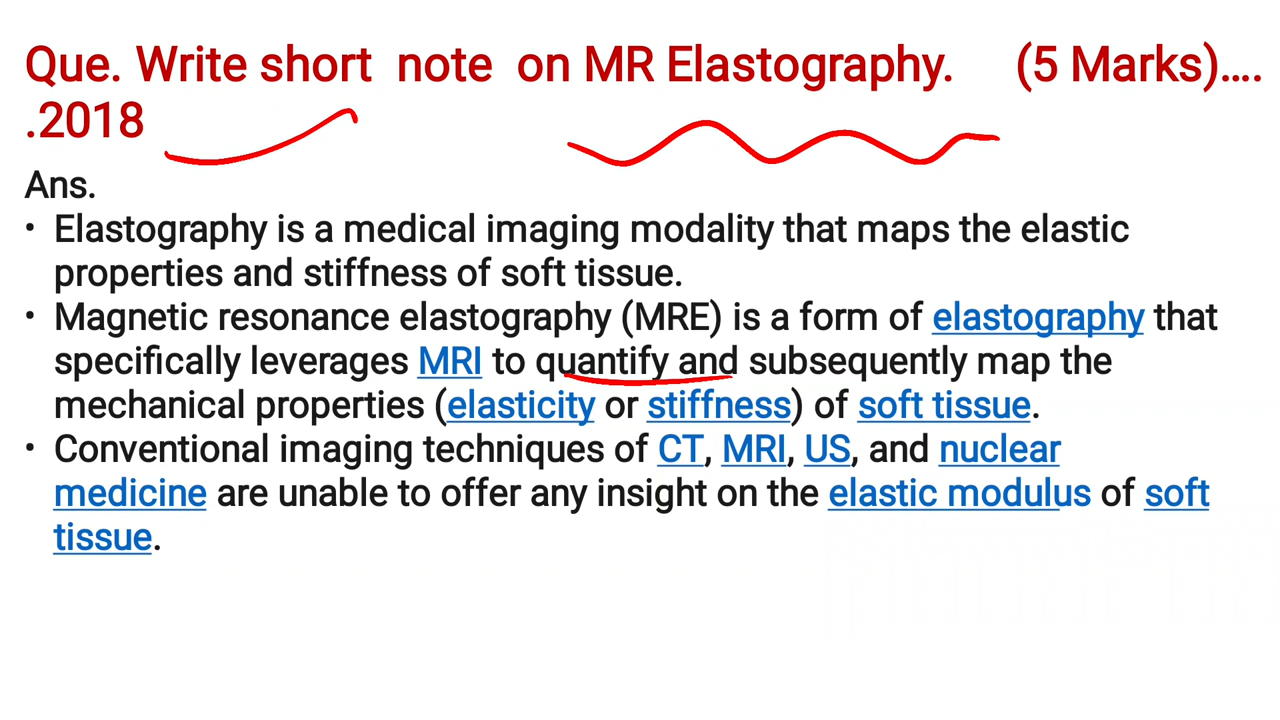 Que. Write short note on MR Elastography. (5 Marks)....
.2018
Ans.
• Elastography is a medical imaging modality that maps the elastic
properties and stiffness of soft tissue.
• Magnetic resonance elastography (MRE) is a form of elastography that
specifically leverages MRI to quantify and subsequently map the
mechanical properties (elasticity or stiffness) of soft tissue.
• Conventional imaging techniques of CT, MRI, US, and nuclear
medicine are unable to offer any insight on the elastic modulus of soft
tissue.